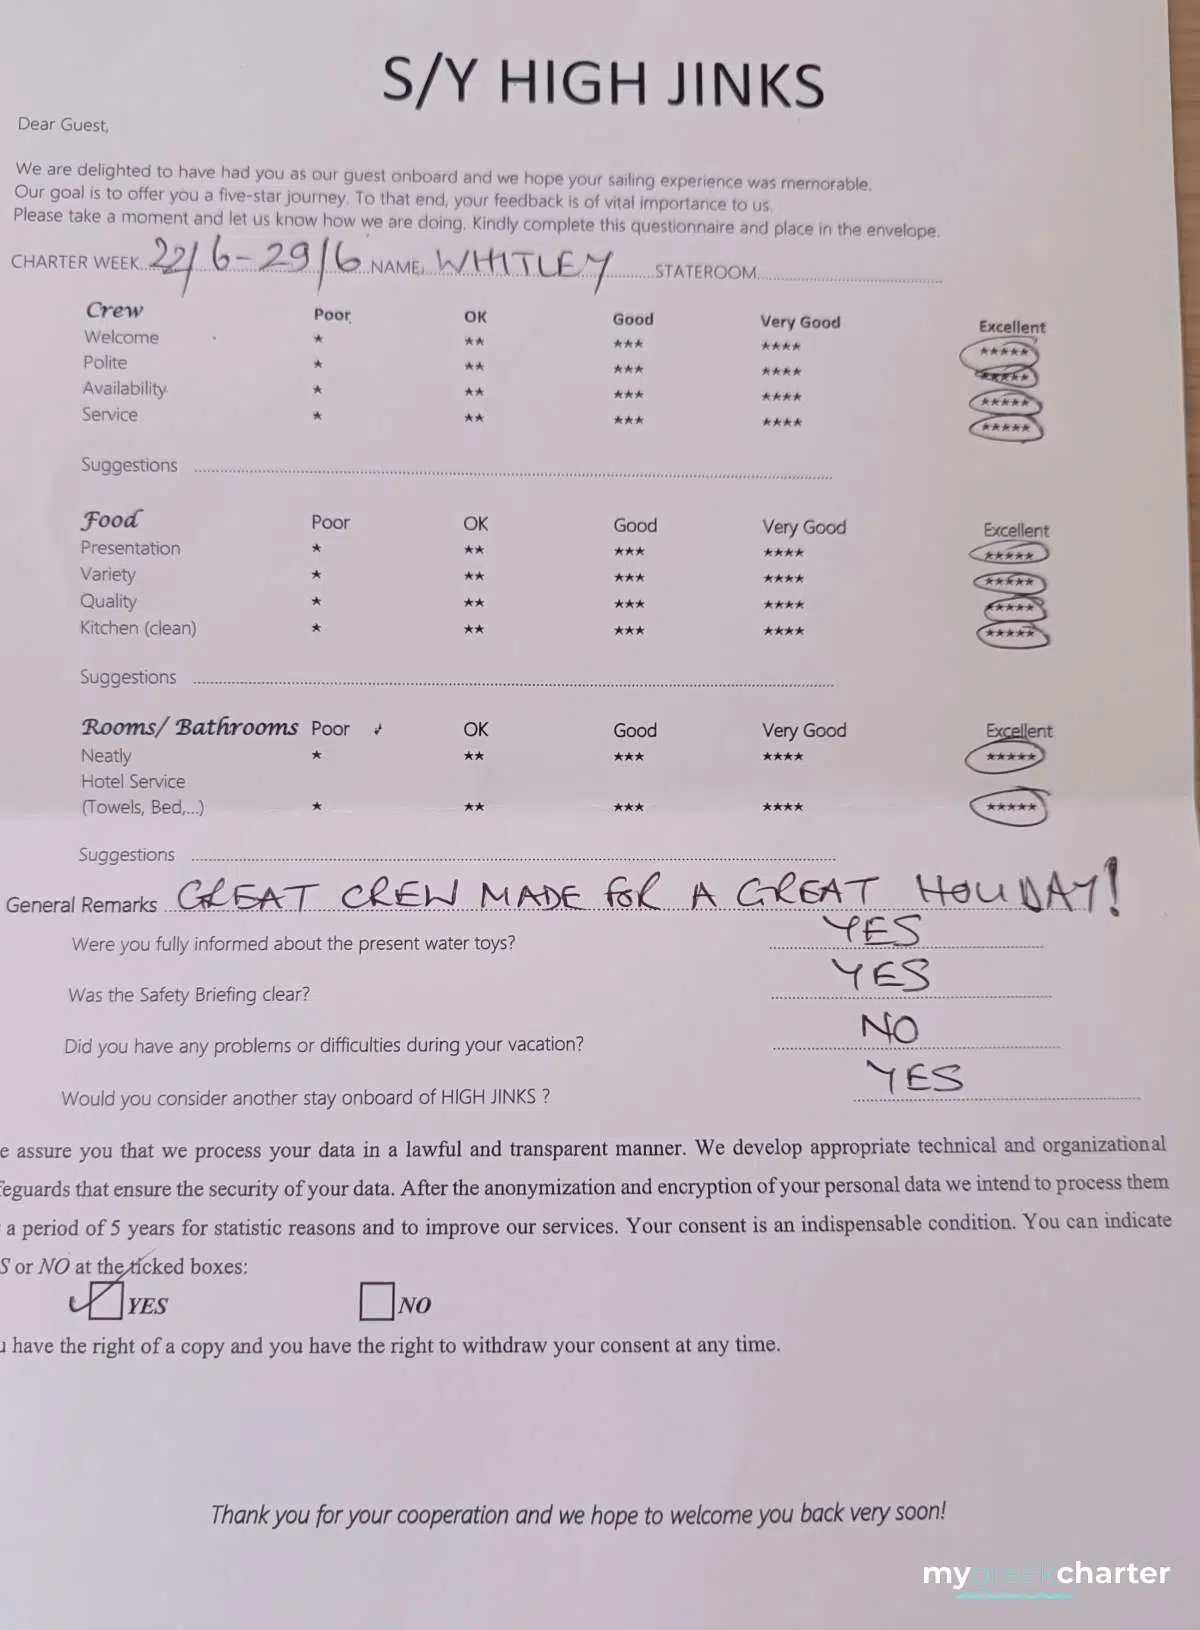 S/Y HIGH JINKS
Dear Guest,
We are delighted to have had you as our guest onboard and we hope your sailing experience was memorable.
Our goal is to offer you a five-star journey. To that end, your feedback is of vital importance to us.
Please take a moment and let us know how we are doing. Kindly complete this questionnaire and place in the envelope.
CHARTER WEEK 22/6-29/6 NAME, WHITLEY STATEROOM
Crew Poor OK Good Very Good Excellent
Welcome ★ ★★ ★★★ ★★★★ ★★★★★
Polite ★ ★★ ★★★ ★★★★ ★★★★★
Availability ★ ★★ ★★★ ★★★★ ★★★★★
Service ★ ★★ ★★★ ★★★★ ★★★★★
Suggestions
Food Poor OK Good Very Good Excellent
Presentation ★ ★★ ★★★ ★★★★ ★★★★★
Variety ★ ★★ ★★★ ★★★★ ★★★★★
Quality ★ ★★ ★★★ ★★★★ ★★★★★
Kitchen (clean) ★ ★★ ★★★ ★★★★ ★★★★★
Suggestions
Rooms/ Bathrooms Poor OK Good Very Good Excellent
Neatly ★ ★★ ★★★ ★★★★ ★★★★★
Hotel Service
(Towels, Bed,...) ★ ★★ ★★★ ★★★★ ★★★★★
Suggestions
General Remarks GREAT CREW MADE FOR A GREAT HOLIDAY!
Were you fully informed about the present water toys? YES
Was the Safety Briefing clear? YES
Did you have any problems or difficulties during your vacation? NO
Would you consider another stay onboard of HIGH JINKS ? YES
e assure you that we process your data in a lawful and transparent manner. We develop appropriate technical and organizational
feguards that ensure the security of your data. After the anonymization and encryption of your personal data we intend to process them
a period of 5 years for statistic reasons and to improve our services. Your consent is an indispensable condition. You can indicate
S or NO at the ticked boxes:
YES NO
u have the right of a copy and you have the right to withdraw your consent at any time.
Thank you for your cooperation and we hope to welcome you back very soon!
mygreekcharter